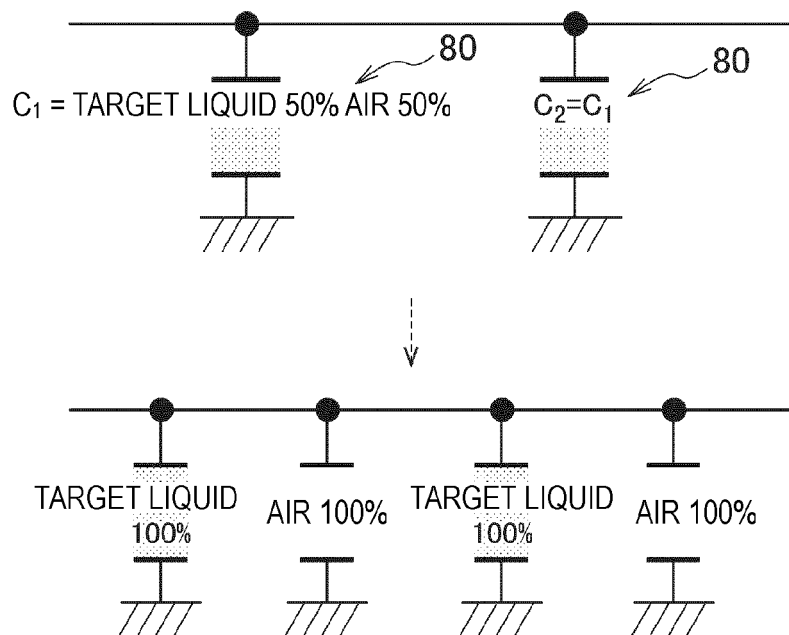 80
80
C₁ = TARGET LIQUID 50% AIR 50%
C₂=C₁
TARGET LIQUID 100%
AIR 100%
TARGET LIQUID 100%
AIR 100%